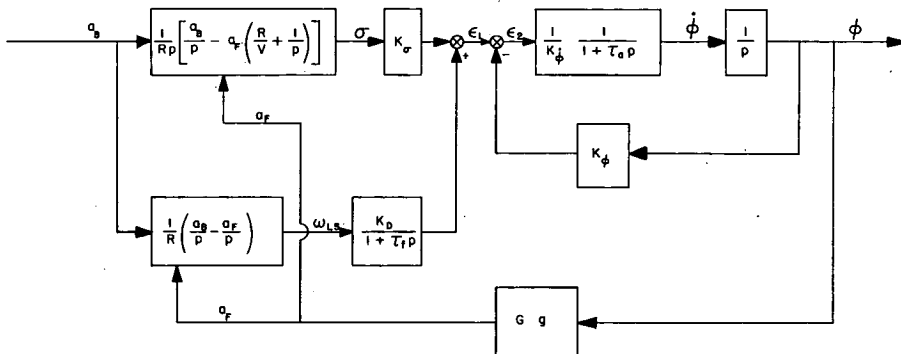 a_B
1/(Rp) [ a_B/p - a_F ( R/V + 1/p ) ]
σ
K_σ
ϵ_1
+
ϵ_2
-
1/K_φ̇  1/(1 + τ_a p)
φ̇
1/p
φ
a_F
K_φ
1/R ( a_B/p - a_F/p )
ω_LS
K_D/(1 + τ_f p)
a_F
G g